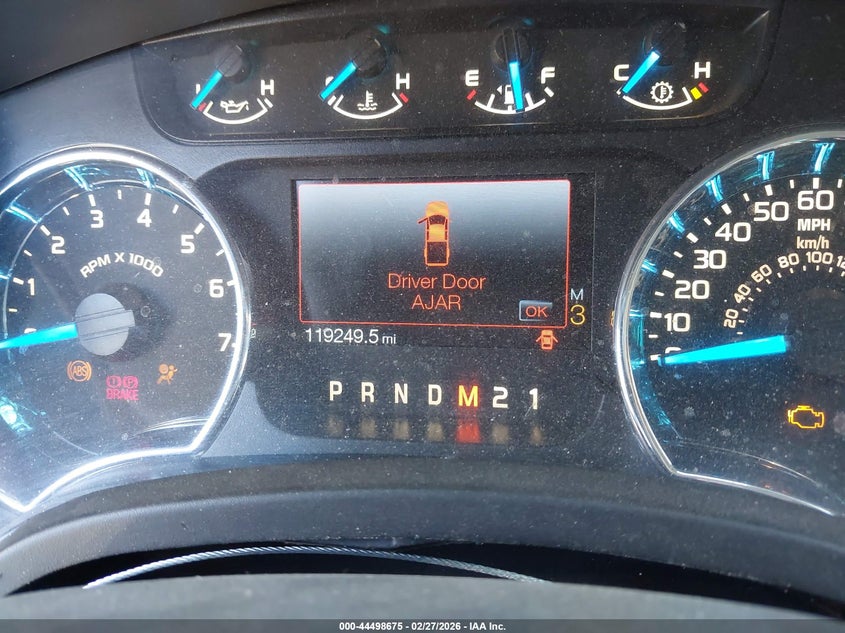 H
H
E F
C H
1 2 3 4 5 6 7
RPM X 1000
0 10 20 30 40 50 60
MPH
km/h
20 40 60 80 100
Driver Door
AJAR
OK
M
3
119249.5 mi
ABS
BRAKE
P R N D M 2 1
000-44498675 - 02/27/2026 - IAA Inc.